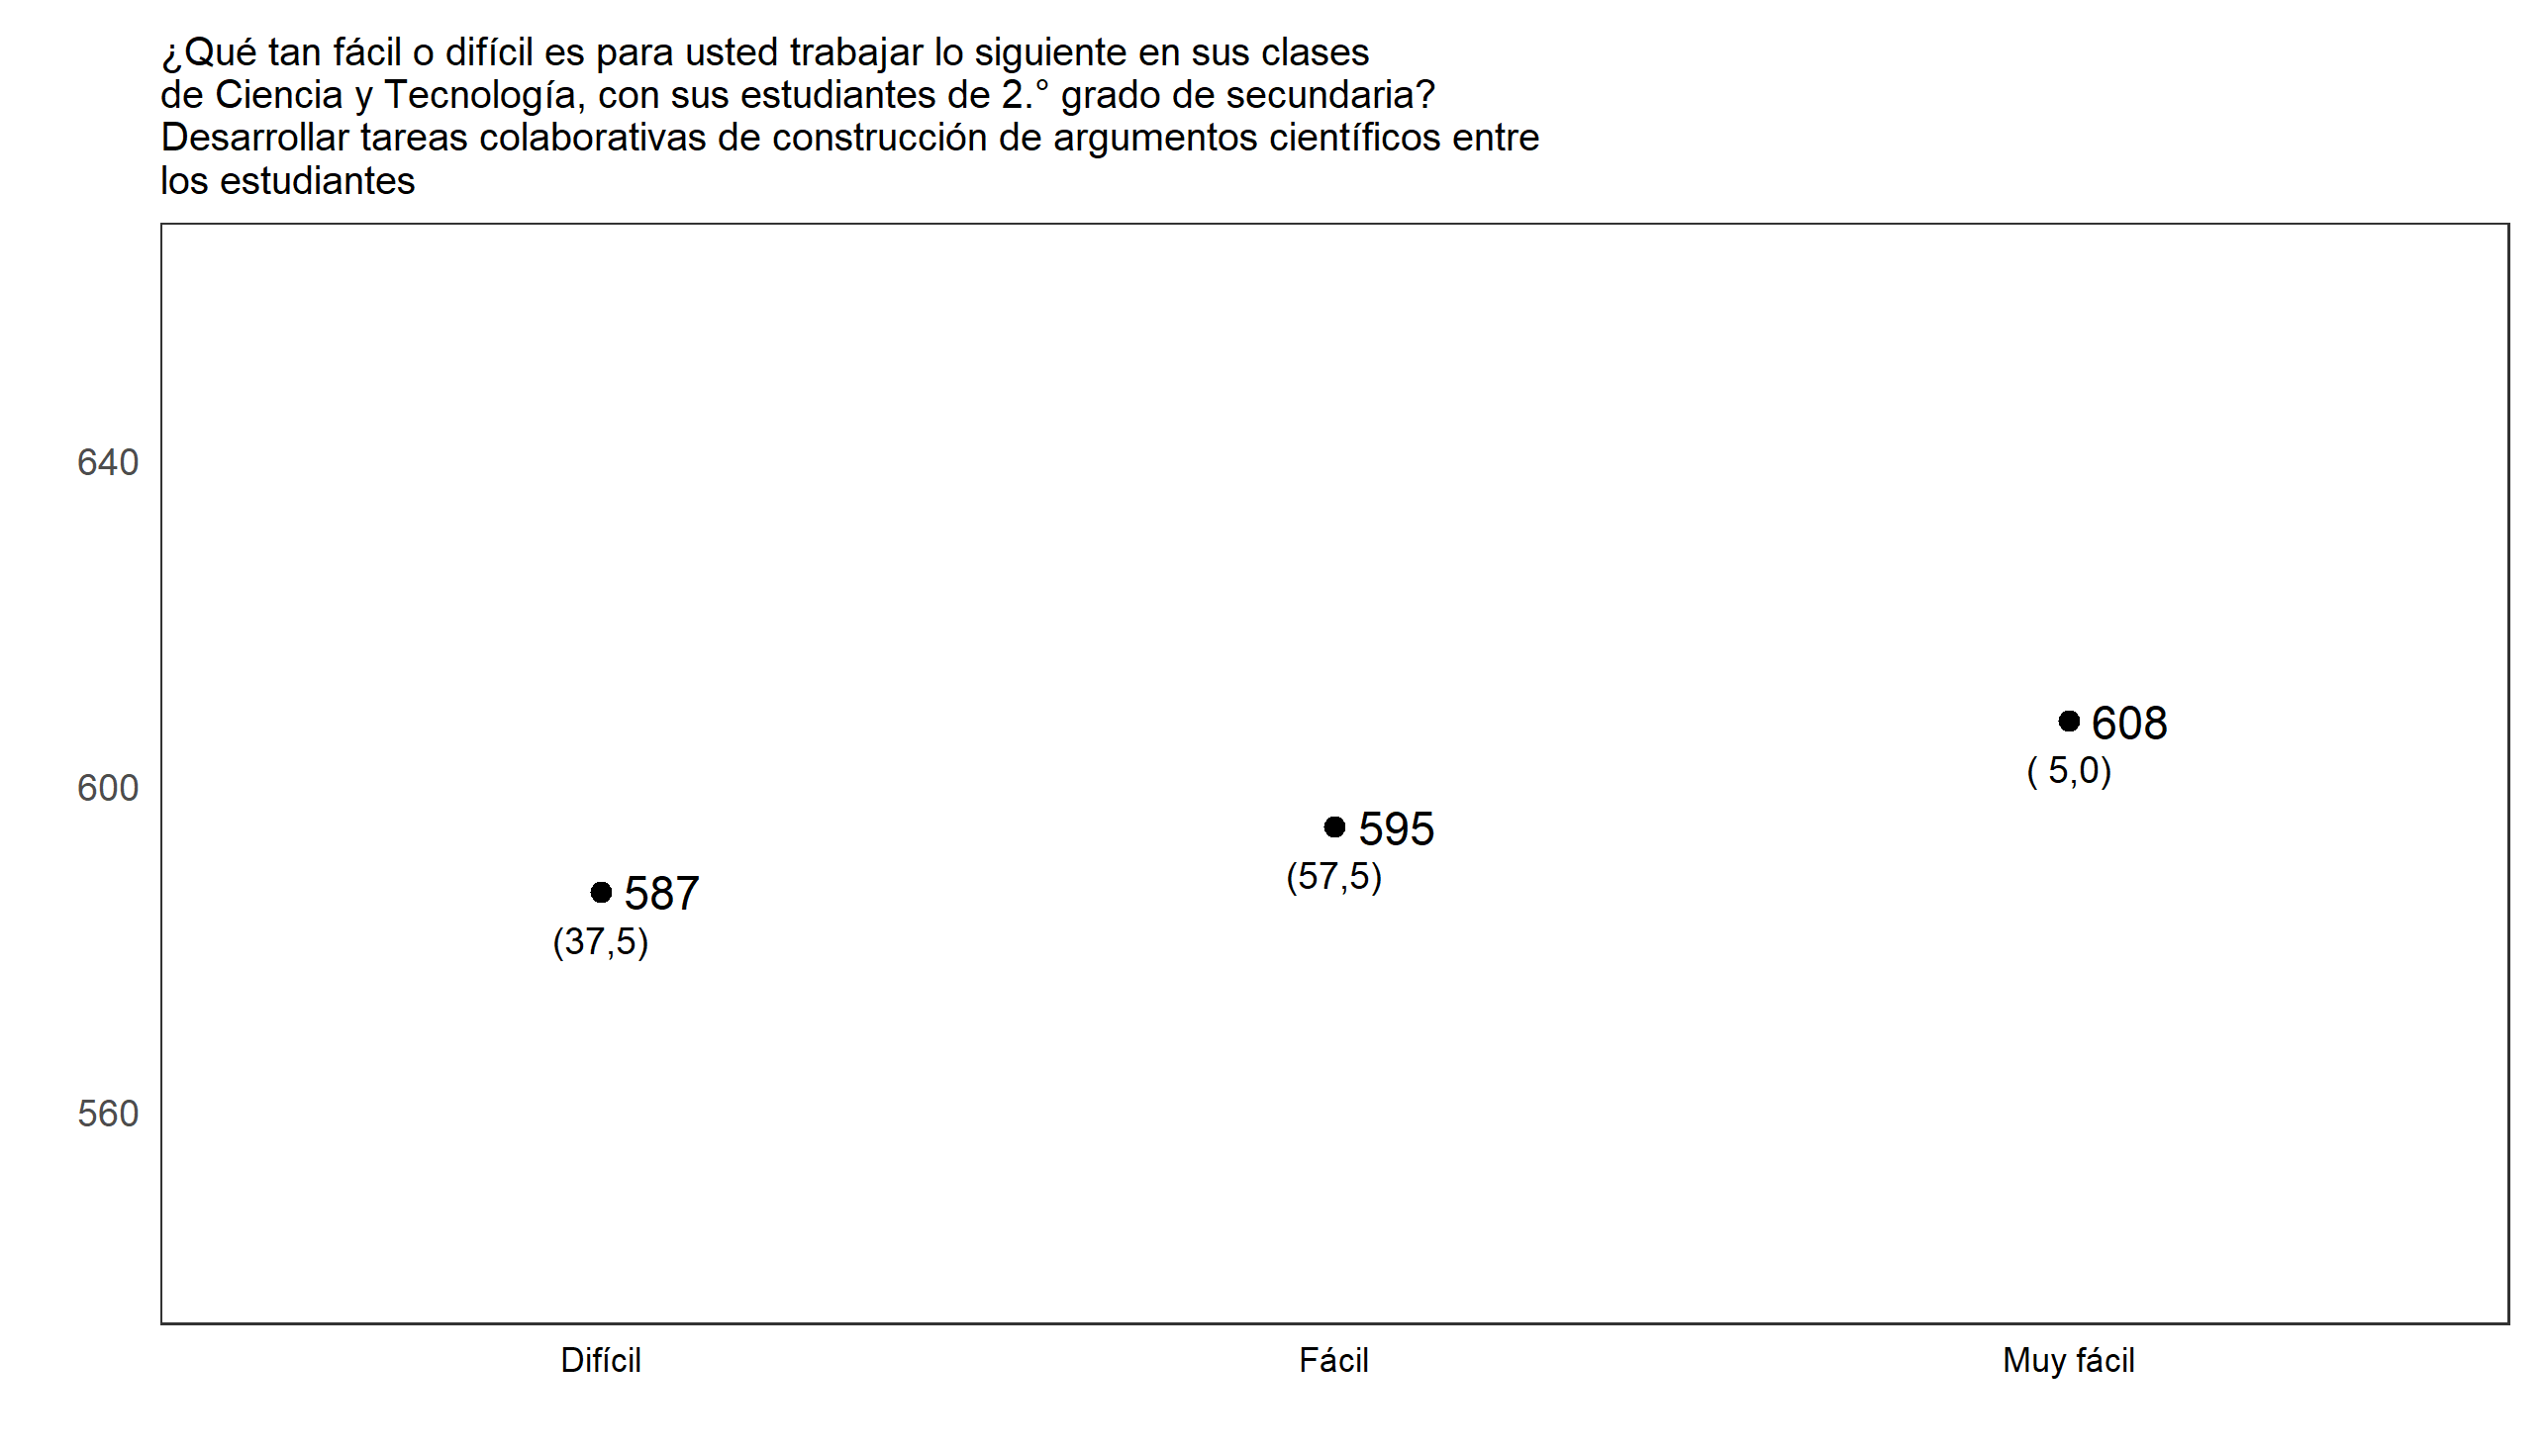 ¿Qué tan fácil o difícil es para usted trabajar lo siguiente en sus clases
de Ciencia y Tecnología, con sus estudiantes de 2.° grado de secundaria?
Desarrollar tareas colaborativas de construcción de argumentos científicos entre
los estudiantes
640
608
( 5,0)
600
595
(57,5)
587
(37,5)
560
Difícil
Fácil
Muy fácil